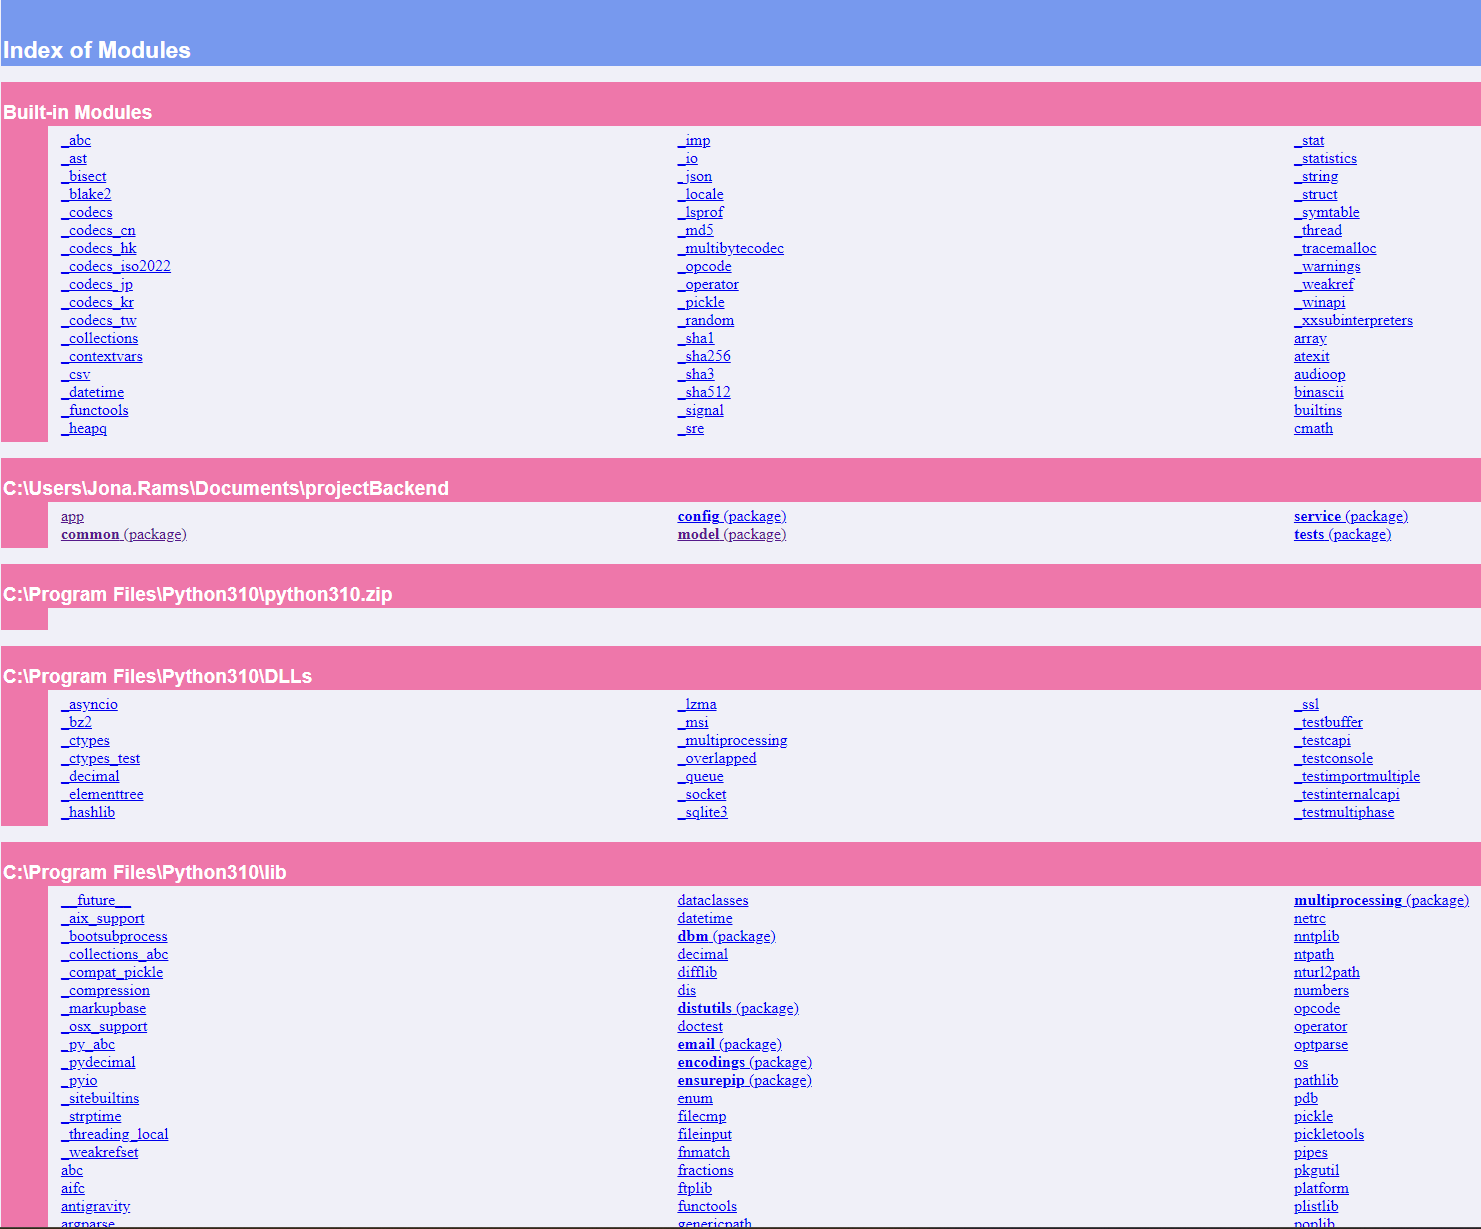 Index of Modules
Built-in Modules
_abc
_ast
_bisect
_blake2
_codecs
_codecs_cn
_codecs_hk
_codecs_iso2022
_codecs_jp
_codecs_kr
_codecs_tw
_collections
_contextvars
_csv
_datetime
_functools
_heapq
_imp
_io
_json
_locale
_lsprof
_md5
_multibytecodec
_opcode
_operator
_pickle
_random
_sha1
_sha256
_sha3
_sha512
_signal
_sre
_stat
_statistics
_string
_struct
_symtable
_thread
_tracemalloc
_warnings
_weakref
_winapi
_xxsubinterpreters
array
atexit
audioop
binascii
builtins
cmath
C:\Users\Jona.Rams\Documents\projectBackend
app
common (package)
config (package)
model (package)
service (package)
tests (package)
C:\Program Files\Python310\python310.zip
C:\Program Files\Python310\DLLs
_asyncio
_bz2
_ctypes
_ctypes_test
_decimal
_elementtree
_hashlib
_lzma
_msi
_multiprocessing
_overlapped
_queue
_socket
_sqlite3
_ssl
_testbuffer
_testcapi
_testconsole
_testimportmultiple
_testinternalcapi
_testmultiphase
C:\Program Files\Python310\lib
__future__
_aix_support
_bootsubprocess
_collections_abc
_compat_pickle
_compression
_markupbase
_osx_support
_py_abc
_pydecimal
_pyio
_sitebuiltins
_strptime
_threading_local
_weakrefset
abc
aifc
antigravity
argparse
dataclasses
datetime
dbm (package)
decimal
difflib
dis
distutils (package)
doctest
email (package)
encodings (package)
ensurepip (package)
enum
filecmp
fileinput
fnmatch
fractions
ftplib
functools
genericpath
multiprocessing (package)
netrc
nntplib
ntpath
nturl2path
numbers
opcode
operator
optparse
os
pathlib
pdb
pickle
pickletools
pipes
pkgutil
platform
plistlib
poplib